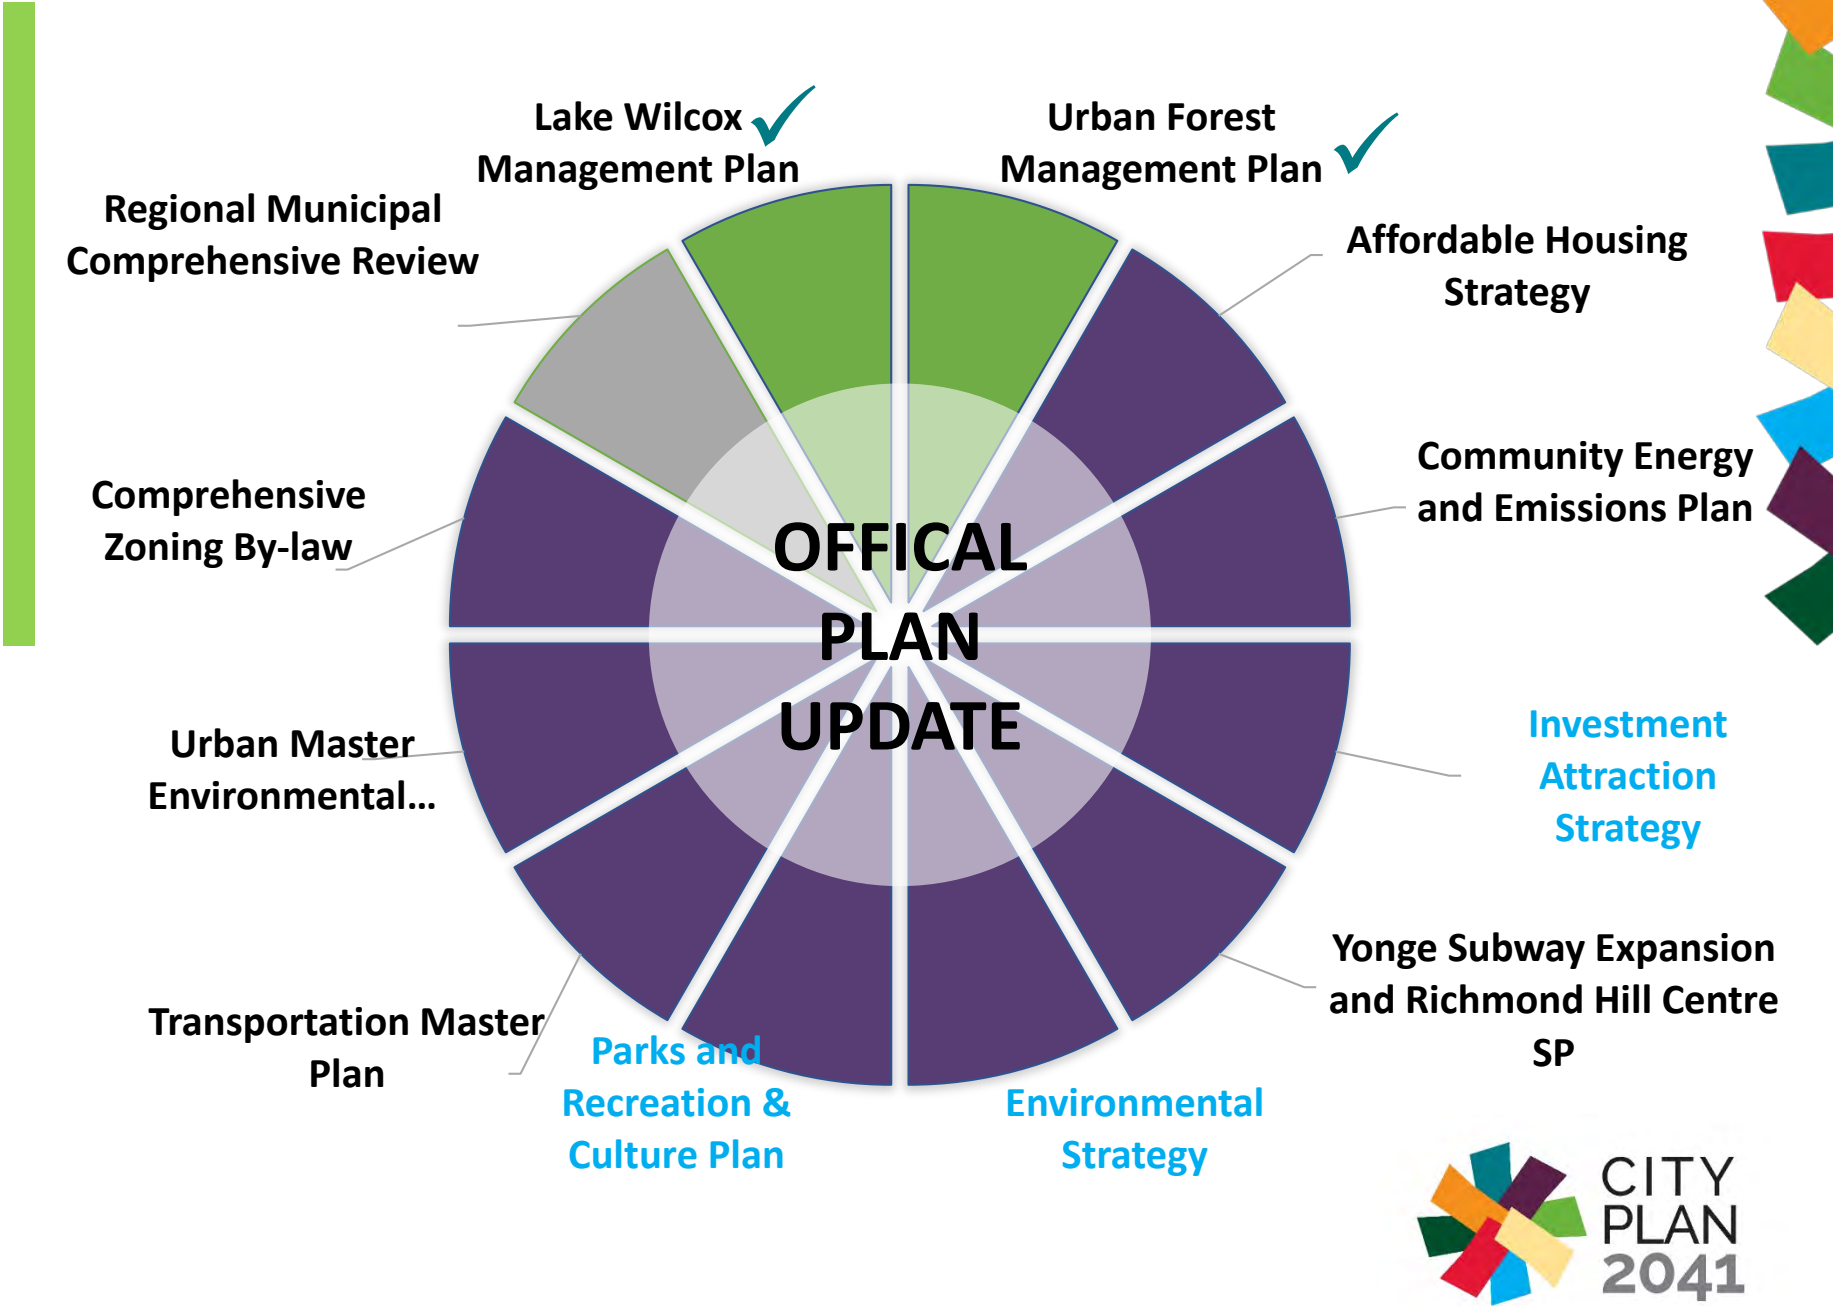 Lake Wilcox
Management Plan
Urban Forest
Management Plan
Regional Municipal
Comprehensive Review
Affordable Housing
Strategy
Comprehensive
Zoning By-law
Community Energy
and Emissions Plan
OFFICAL
PLAN
UPDATE
Urban Master
Environmental...
Investment
Attraction
Strategy
Transportation Master
Plan
Parks and
Recreation &
Culture Plan
Environmental
Strategy
Yonge Subway Expansion
and Richmond Hill Centre
SP
CITY
PLAN
2041